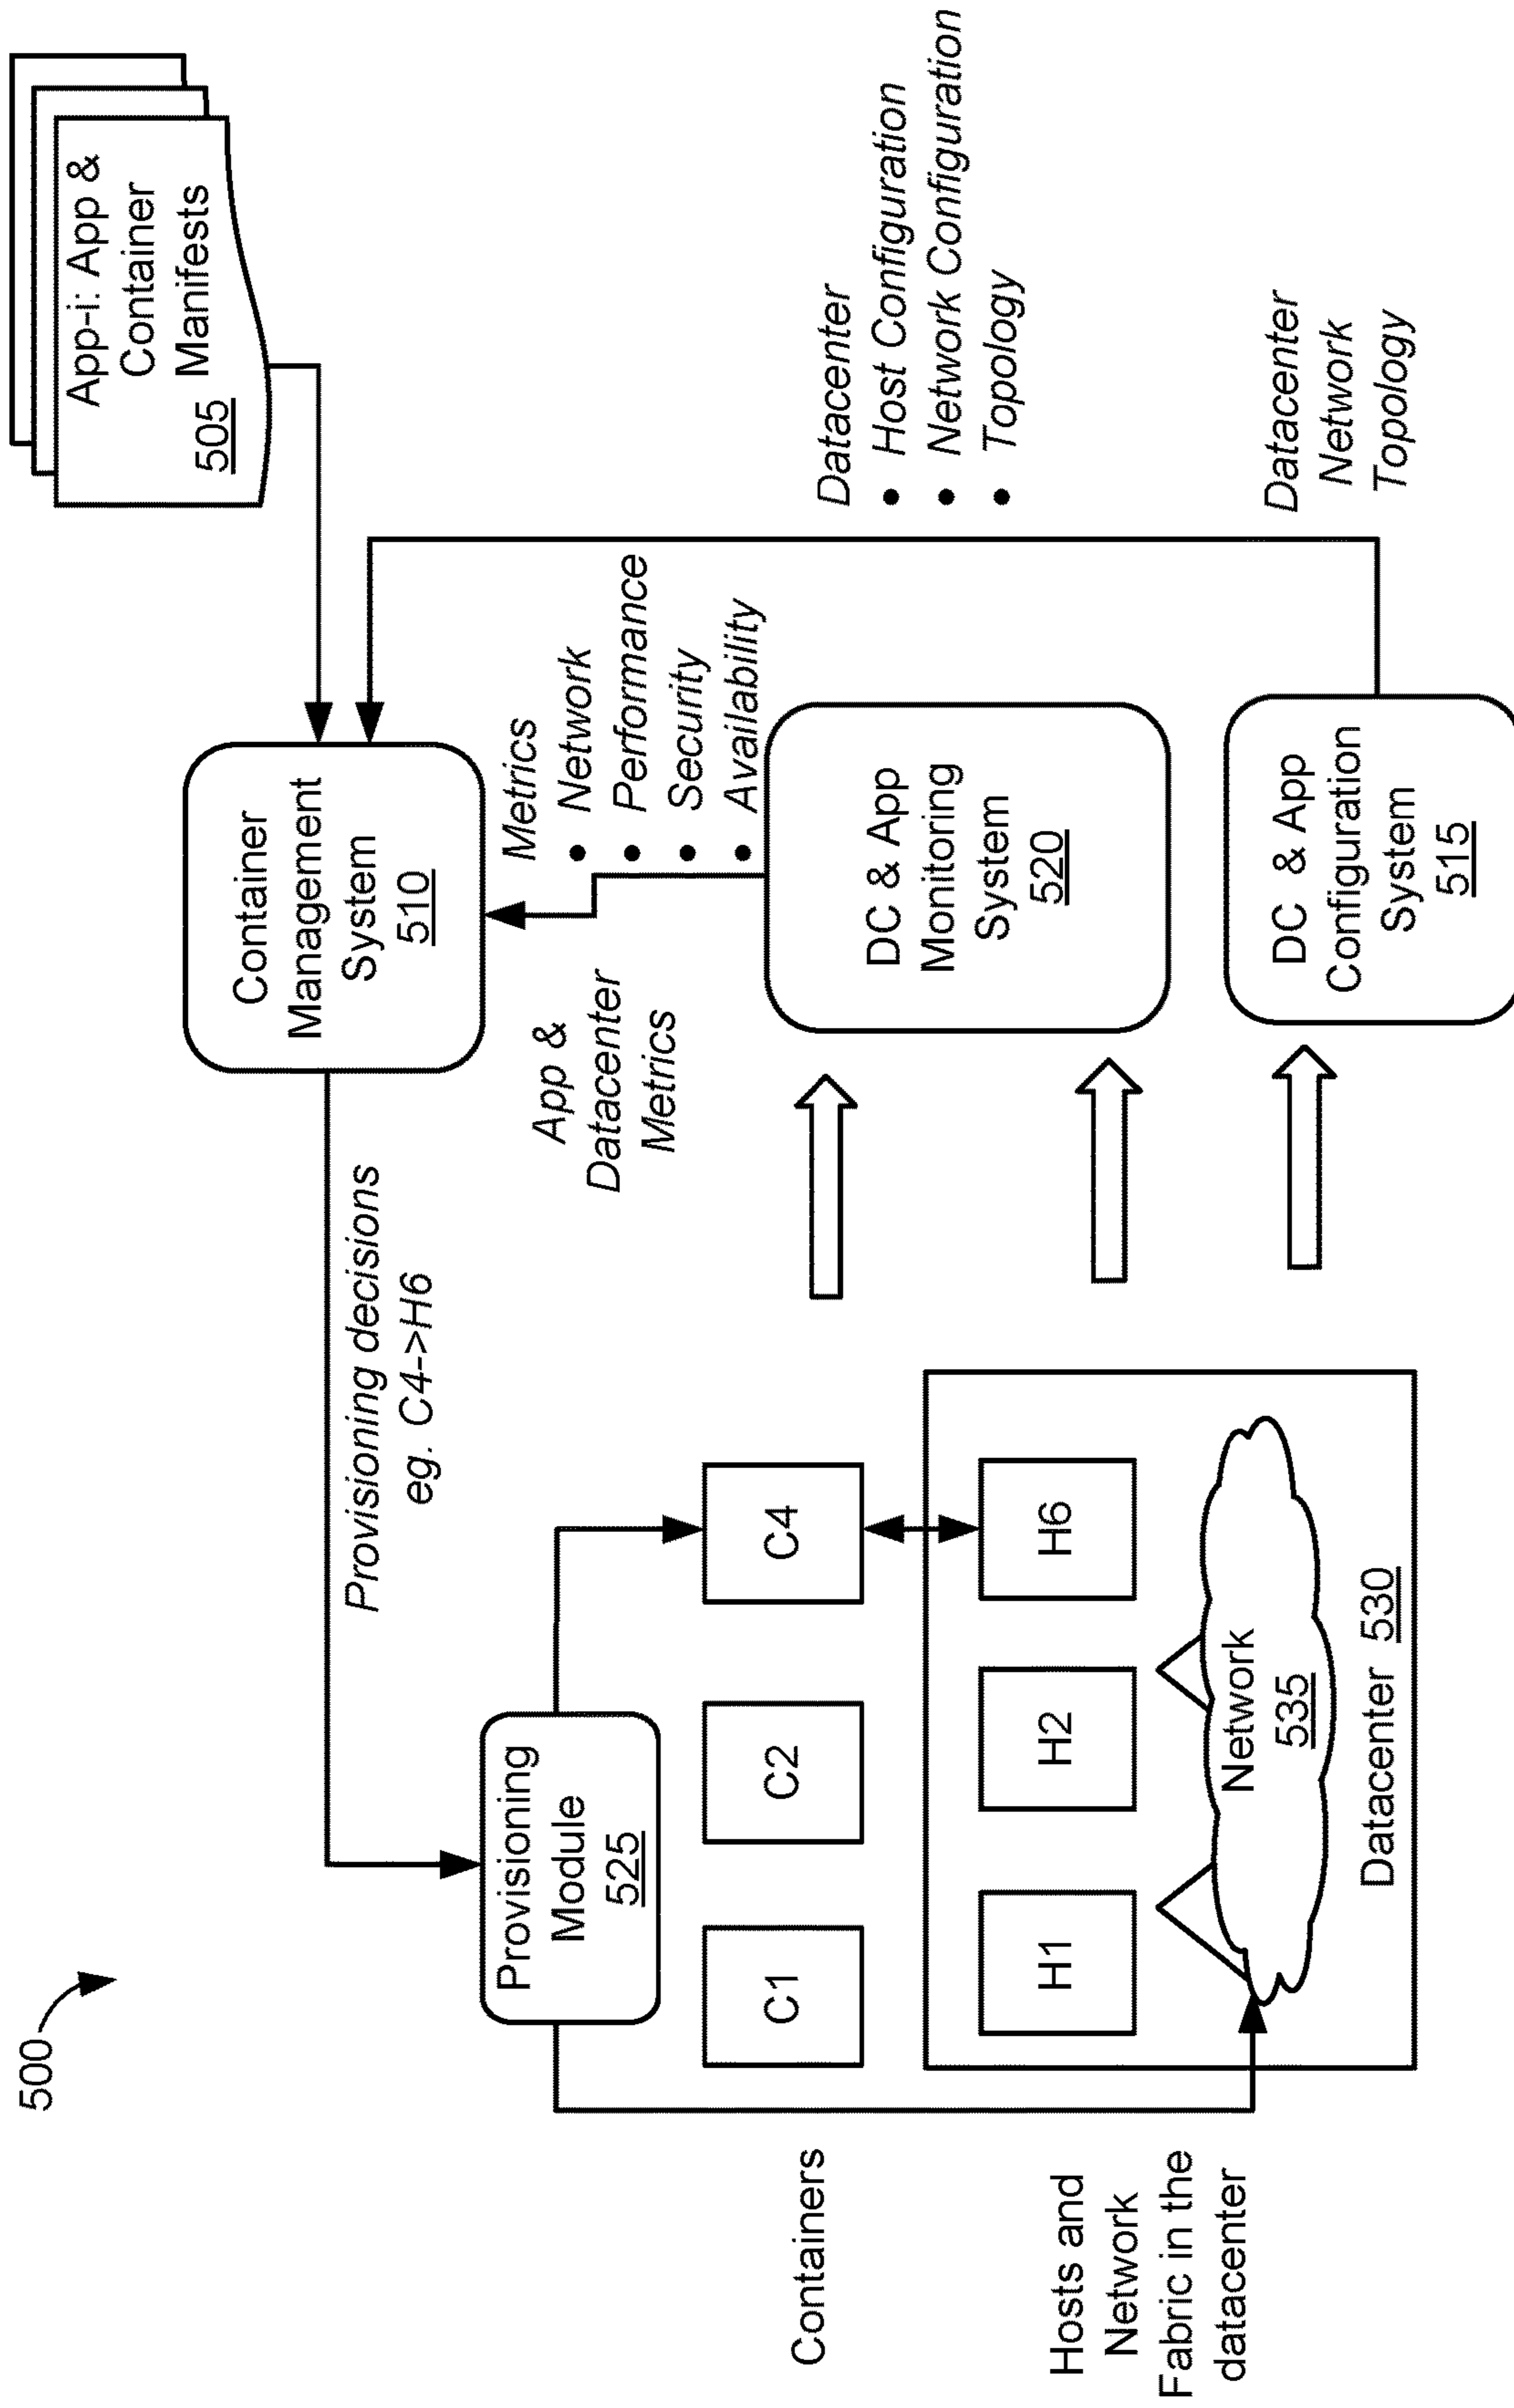 500
App-i: App &
Container
Manifests
505
Container
Management
System
510
Provisioning decisions
eg. C4->H6
Metrics
• Network
• Performance
• Security
• Availability
App &
Datacenter
Metrics
Datacenter
• Host Configuration
• Network Configuration
• Topology
Provisioning
Module
525
DC & App
Monitoring
System
520
Containers
C1
C2
C4
Hosts and
Network
Fabric in the
datacenter
H1
H2
H6
Network
535
Datacenter 530
DC & App
Configuration
System
515
Datacenter
Network
Topology